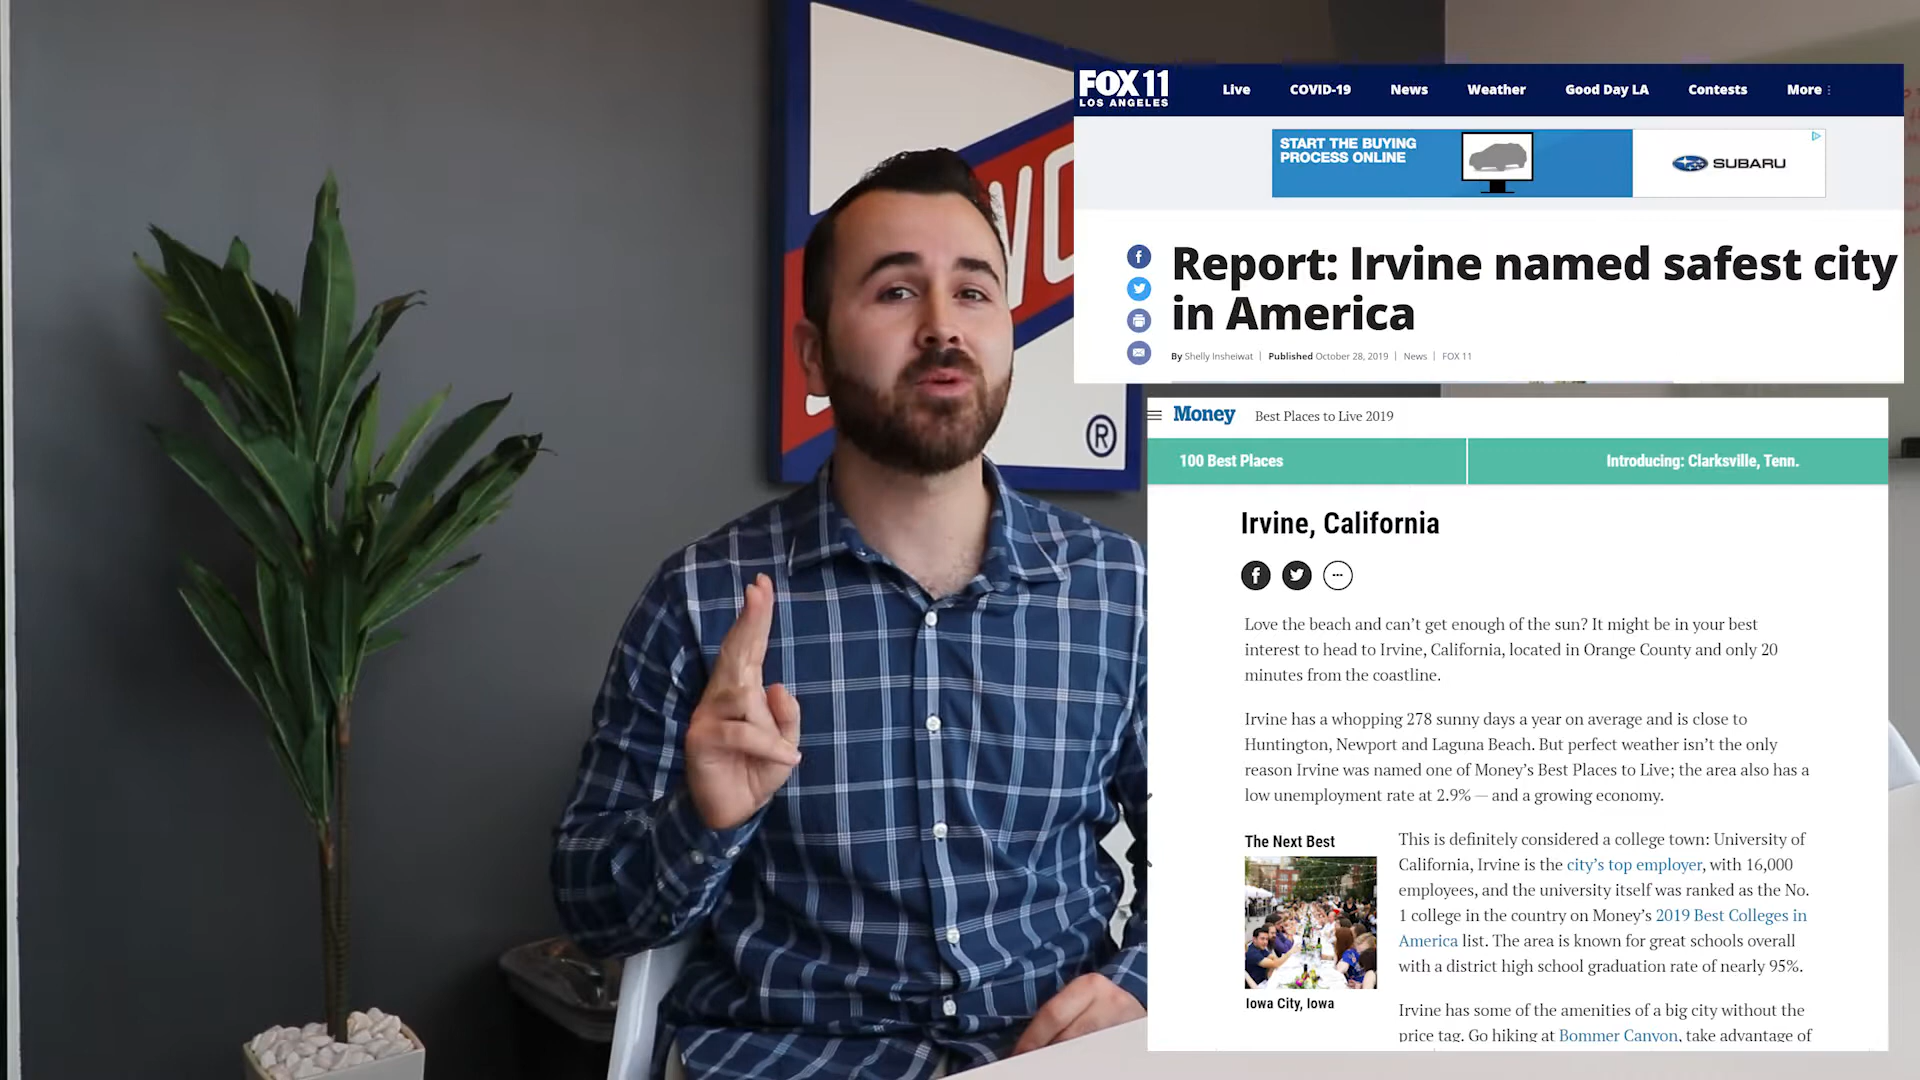 FOX 11
LOS ANGELES
Live COVID-19 News Weather Good Day LA Contests More
START THE BUYING
PROCESS ONLINE
SUBARU
Report: Irvine named safest city
in America
By Shelly Insheiwat | Published October 28, 2019 | News | FOX 11
®
Money Best Places to Live 2019
100 Best Places Introducing: Clarksville, Tenn.
Irvine, California
Love the beach and can't get enough of the sun? It might be in your best
interest to head to Irvine, California, located in Orange County and only 20
minutes from the coastline.
Irvine has a whopping 278 sunny days a year on average and is close to
Huntington, Newport and Laguna Beach. But perfect weather isn't the only
reason Irvine was named one of Money's Best Places to Live; the area also has a
low unemployment rate at 2.9% — and a growing economy.
The Next Best
Iowa City, Iowa
This is definitely considered a college town: University of
California, Irvine is the city's top employer, with 16,000
employees, and the university itself was ranked as the No.
1 college in the country on Money's 2019 Best Colleges in
America list. The area is known for great schools overall
with a district high school graduation rate of nearly 95%.
Irvine has some of the amenities of a big city without the
price tag. Go hiking at Bommer Canyon, take advantage of